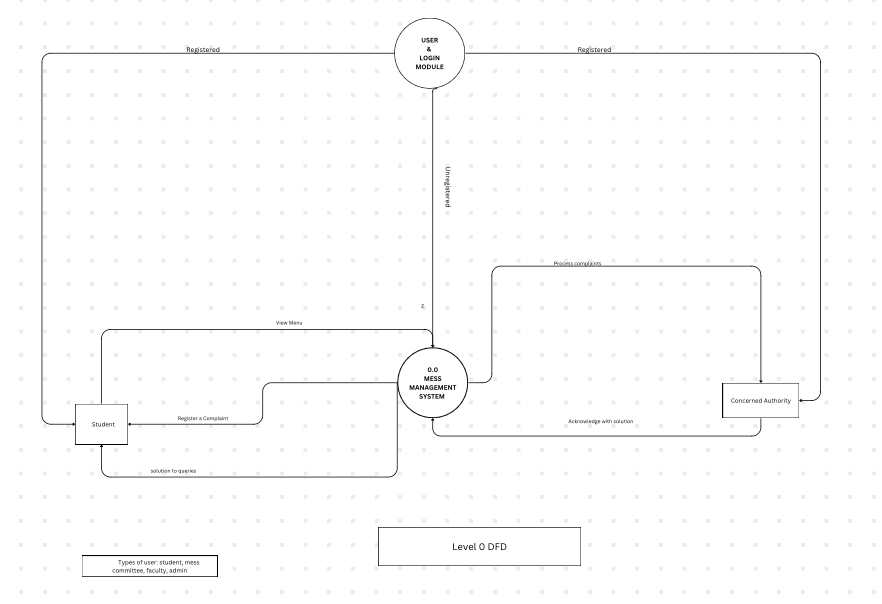 USER
&
LOGIN
MODULE
Registered
Registered
Unregistered
Process complaints
2.
View Menu
0.0
MESS
MANAGEMENT
SYSTEM
Student
Concerned Authority
Register a Complaint
Acknowledge with solution
solution to queries
Level 0 DFD
Types of user: student, mess
committee, faculty, admin